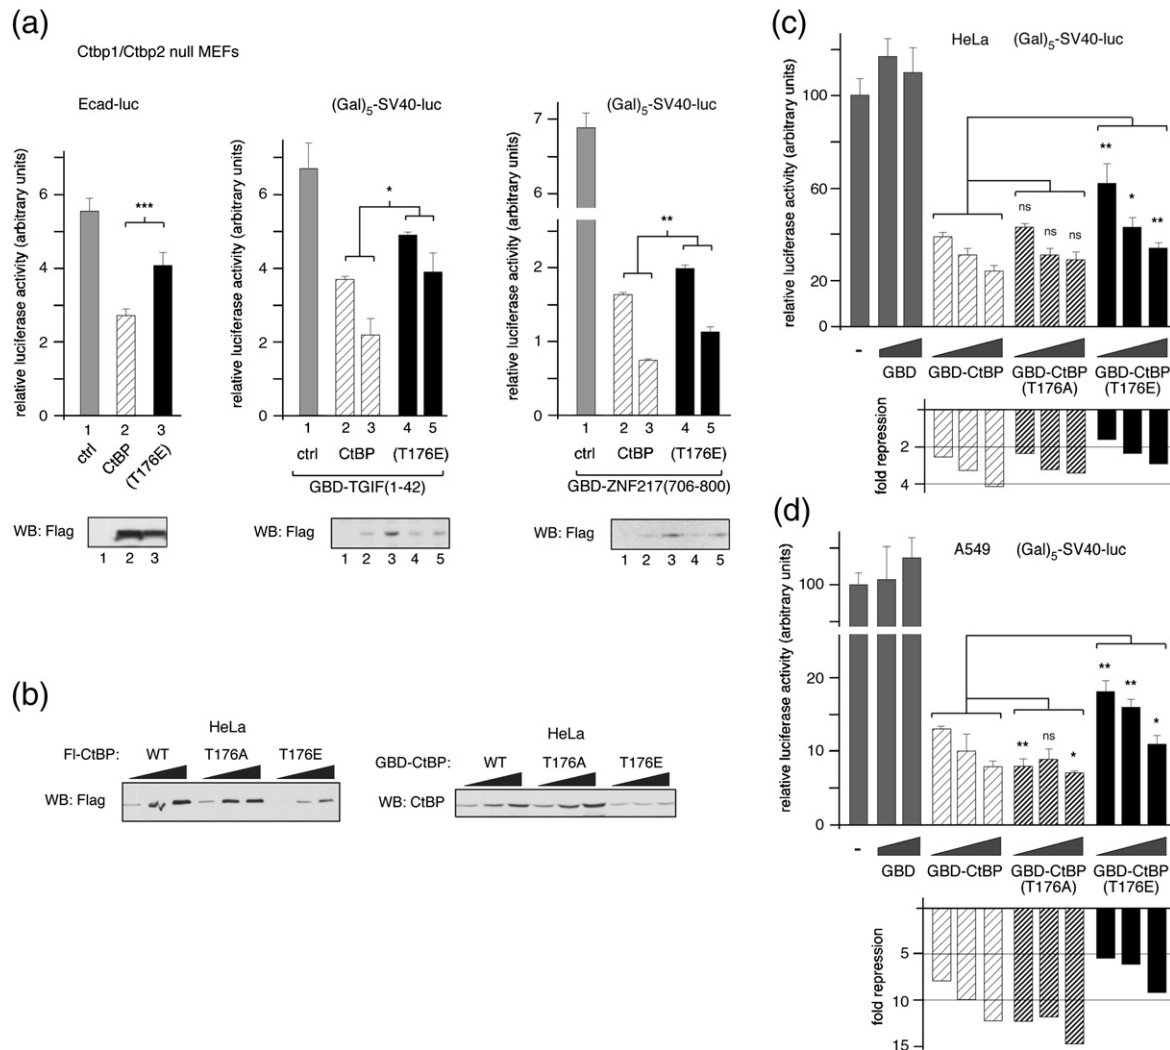 (a)
Ctbp1/Ctbp2 null MEFs
Ecad-luc
relative luciferase activity (arbitrary units)
6
4
2
0
***
1 2 3
ctrl
CtBP
(T176E)
WB: Flag
1 2 3
(Gal)5-SV40-luc
relative luciferase activity (arbitrary units)
6
4
2
0
*
1 2 3 4 5
ctrl CtBP (T176E)
GBD-TGIF(1-42)
WB: Flag
1 2 3 4 5
(Gal)5-SV40-luc
relative luciferase activity (arbitrary units)
7
6
2
1
0
**
1 2 3 4 5
ctrl CtBP (T176E)
GBD-ZNF217(706-800)
WB: Flag
1 2 3 4 5
(b)
HeLa
Fl-CtBP: WT T176A T176E
WB: Flag
HeLa
GBD-CtBP: WT T176A T176E
WB: CtBP
(c)
HeLa (Gal)5-SV40-luc
relative luciferase activity (arbitrary units)
100
60
20
0
ns ns ns
** * **
- GBD GBD-CtBP GBD-CtBP GBD-CtBP
(T176A) (T176E)
fold repression
2
4
(d)
A549 (Gal)5-SV40-luc
relative luciferase activity (arbitrary units)
100
20
10
0
** ns *
** ** *
- GBD GBD-CtBP GBD-CtBP GBD-CtBP
(T176A) (T176E)
fold repression
5
10
15